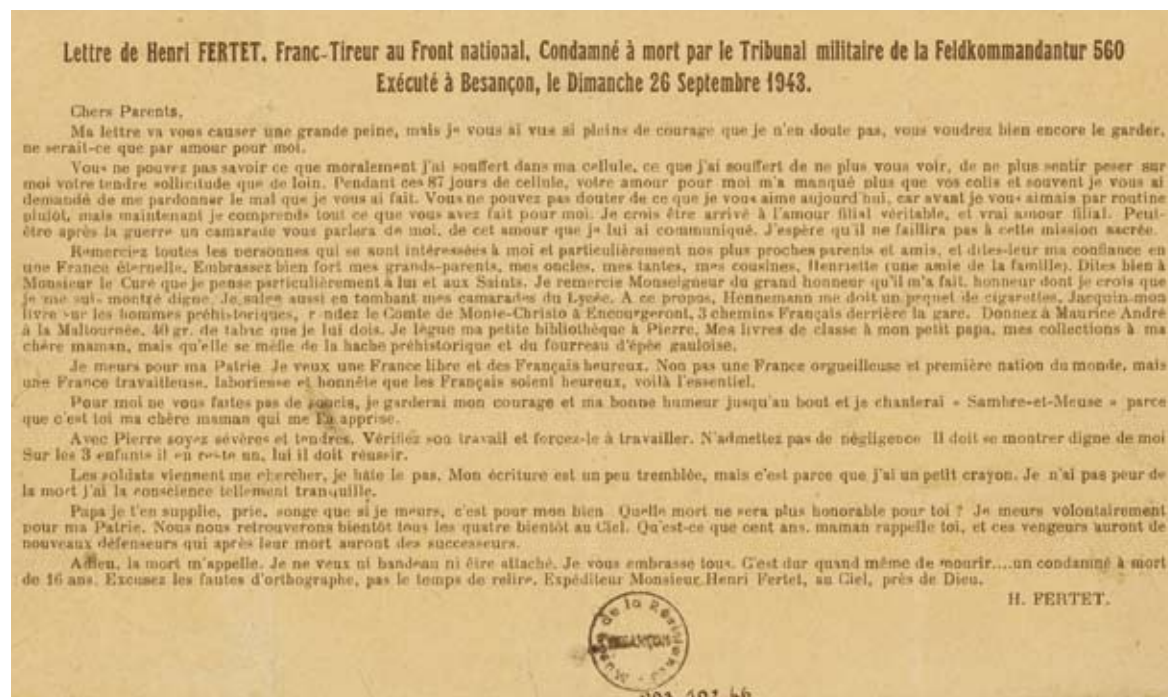 Lettre de Henri FERTET. Franc-Tireur au Front national, Condamné à mort par le Tribunal militaire de la Feldkommandantur 560
Exécuté à Besançon, le Dimanche 26 Septembre 1943.
Chers Parents,
Ma lettre va vous causer une grande peine, mais je vous ai vus si pleins de courage que je n'en doute pas, vous voudrez bien encore le garder,
ne serait-ce que par amour pour moi.
Vous ne pouvez pas savoir ce que moralement j'ai souffert dans ma cellule, ce que j'ai souffert de ne plus vous voir, de ne plus sentir peser sur
moi votre tendre sollicitude que de loin. Pendant ces 87 jours de cellule, votre amour pour moi m'a manqué plus que vos colis et souvent je vous ai
demandé de me pardonner le mal que je vous ai fait. Vous ne pouvez pas douter de ce que je vous aime aujourd'hui, car avant je vous aimais par routine
plutôt, mais maintenant je comprends tout ce que vous avez fait pour moi. Je crois être arrivé à l'amour filial véritable, et vrai amour filial. Peut-
être après la guerre un camarade vous parlera de moi, de cet amour que je lui ai communiqué. J'espère qu'il ne faillira pas à cette mission sacrée.
Remerciez toutes les personnes qui se sont intéressées à moi et particulièrement nos plus proches parents et amis, et dites-leur ma confiance en
une France éternelle. Embrassez bien fort mes grands-parents, mes oncles, mes tantes, mes cousines, Henriette (une amie de la famille). Dites bien à
Monsieur le Curé que je pense particulièrement à lui et aux Saints. Je remercie Monseigneur du grand honneur qu'il m'a fait, honneur dont je crois que
je me suis montré digne. Je salue aussi en tombant mes camarades du Lycée. A ce propos, Hennemann me doit un paquet de cigarettes, Jacquin mon
livre sur les hommes préhistoriques, rendez le Comte de Monte-Christo à Emourgeront, 3 chemins Français derrière la gare. Donnez à Maurice André
à la Maltournée, 40 gr. de tabac que je lui dois. Je lègue ma petite bibliothèque à Pierre. Mes livres de classe à mon petit papa, mes collections à ma
chère maman, mais qu'elle se méfie de la hache préhistorique et du fourreau d'épée gauloise.
Je meurs pour ma Patrie. Je veux une France libre et des Français heureux. Non pas une France orgueilleuse et première nation du monde, mais
une France travailleuse, laborieuse et honnête que les Français soient heureux, voilà l'essentiel.
Pour moi ne vous faites pas de soucis, je garderai mon courage et ma bonne humeur jusqu'au bout et je chanterai « Sambre-et-Meuse » parce
que c'est toi ma chère maman qui me l'a apprise.
Avec Pierre soyez sévères et tendres. Vérifiez son travail et forcez-le à travailler. N'admettez pas de négligence Il doit se montrer digne de moi
Sur les 3 enfants il en reste un, lui il doit réussir.
Les soldats viennent me chercher, je hâte le pas. Mon écriture est un peu tremblée, mais c'est parce que j'ai un petit crayon. Je n'ai pas peur de
la mort j'ai la conscience tellement tranquille.
Papa je t'en supplie, prie, songe que si je meurs, c'est pour mon bien Quelle mort ne sera plus honorable pour toi ? Je meurs volontairement
pour ma Patrie. Nous nous retrouverons bientôt tous les quatre bientôt au Ciel. Qu'est-ce que cent ans, maman rappelle toi, et ces vengeurs auront de
nouveaux défenseurs qui après leur mort auront des successeurs.
Adieu, la mort m'appelle. Je ne veux ni bandeau ni être attaché. Je vous embrasse tous. C'est dur quand même de mourir....un condamné à mort
de 16 ans. Excusez les fautes d'orthographe, pas le temps de relire. Expéditeur Monsieur Henri Fertet, au Ciel, près de Dieu.
H. FERTET.
Musée de la Résistance
BESANÇON